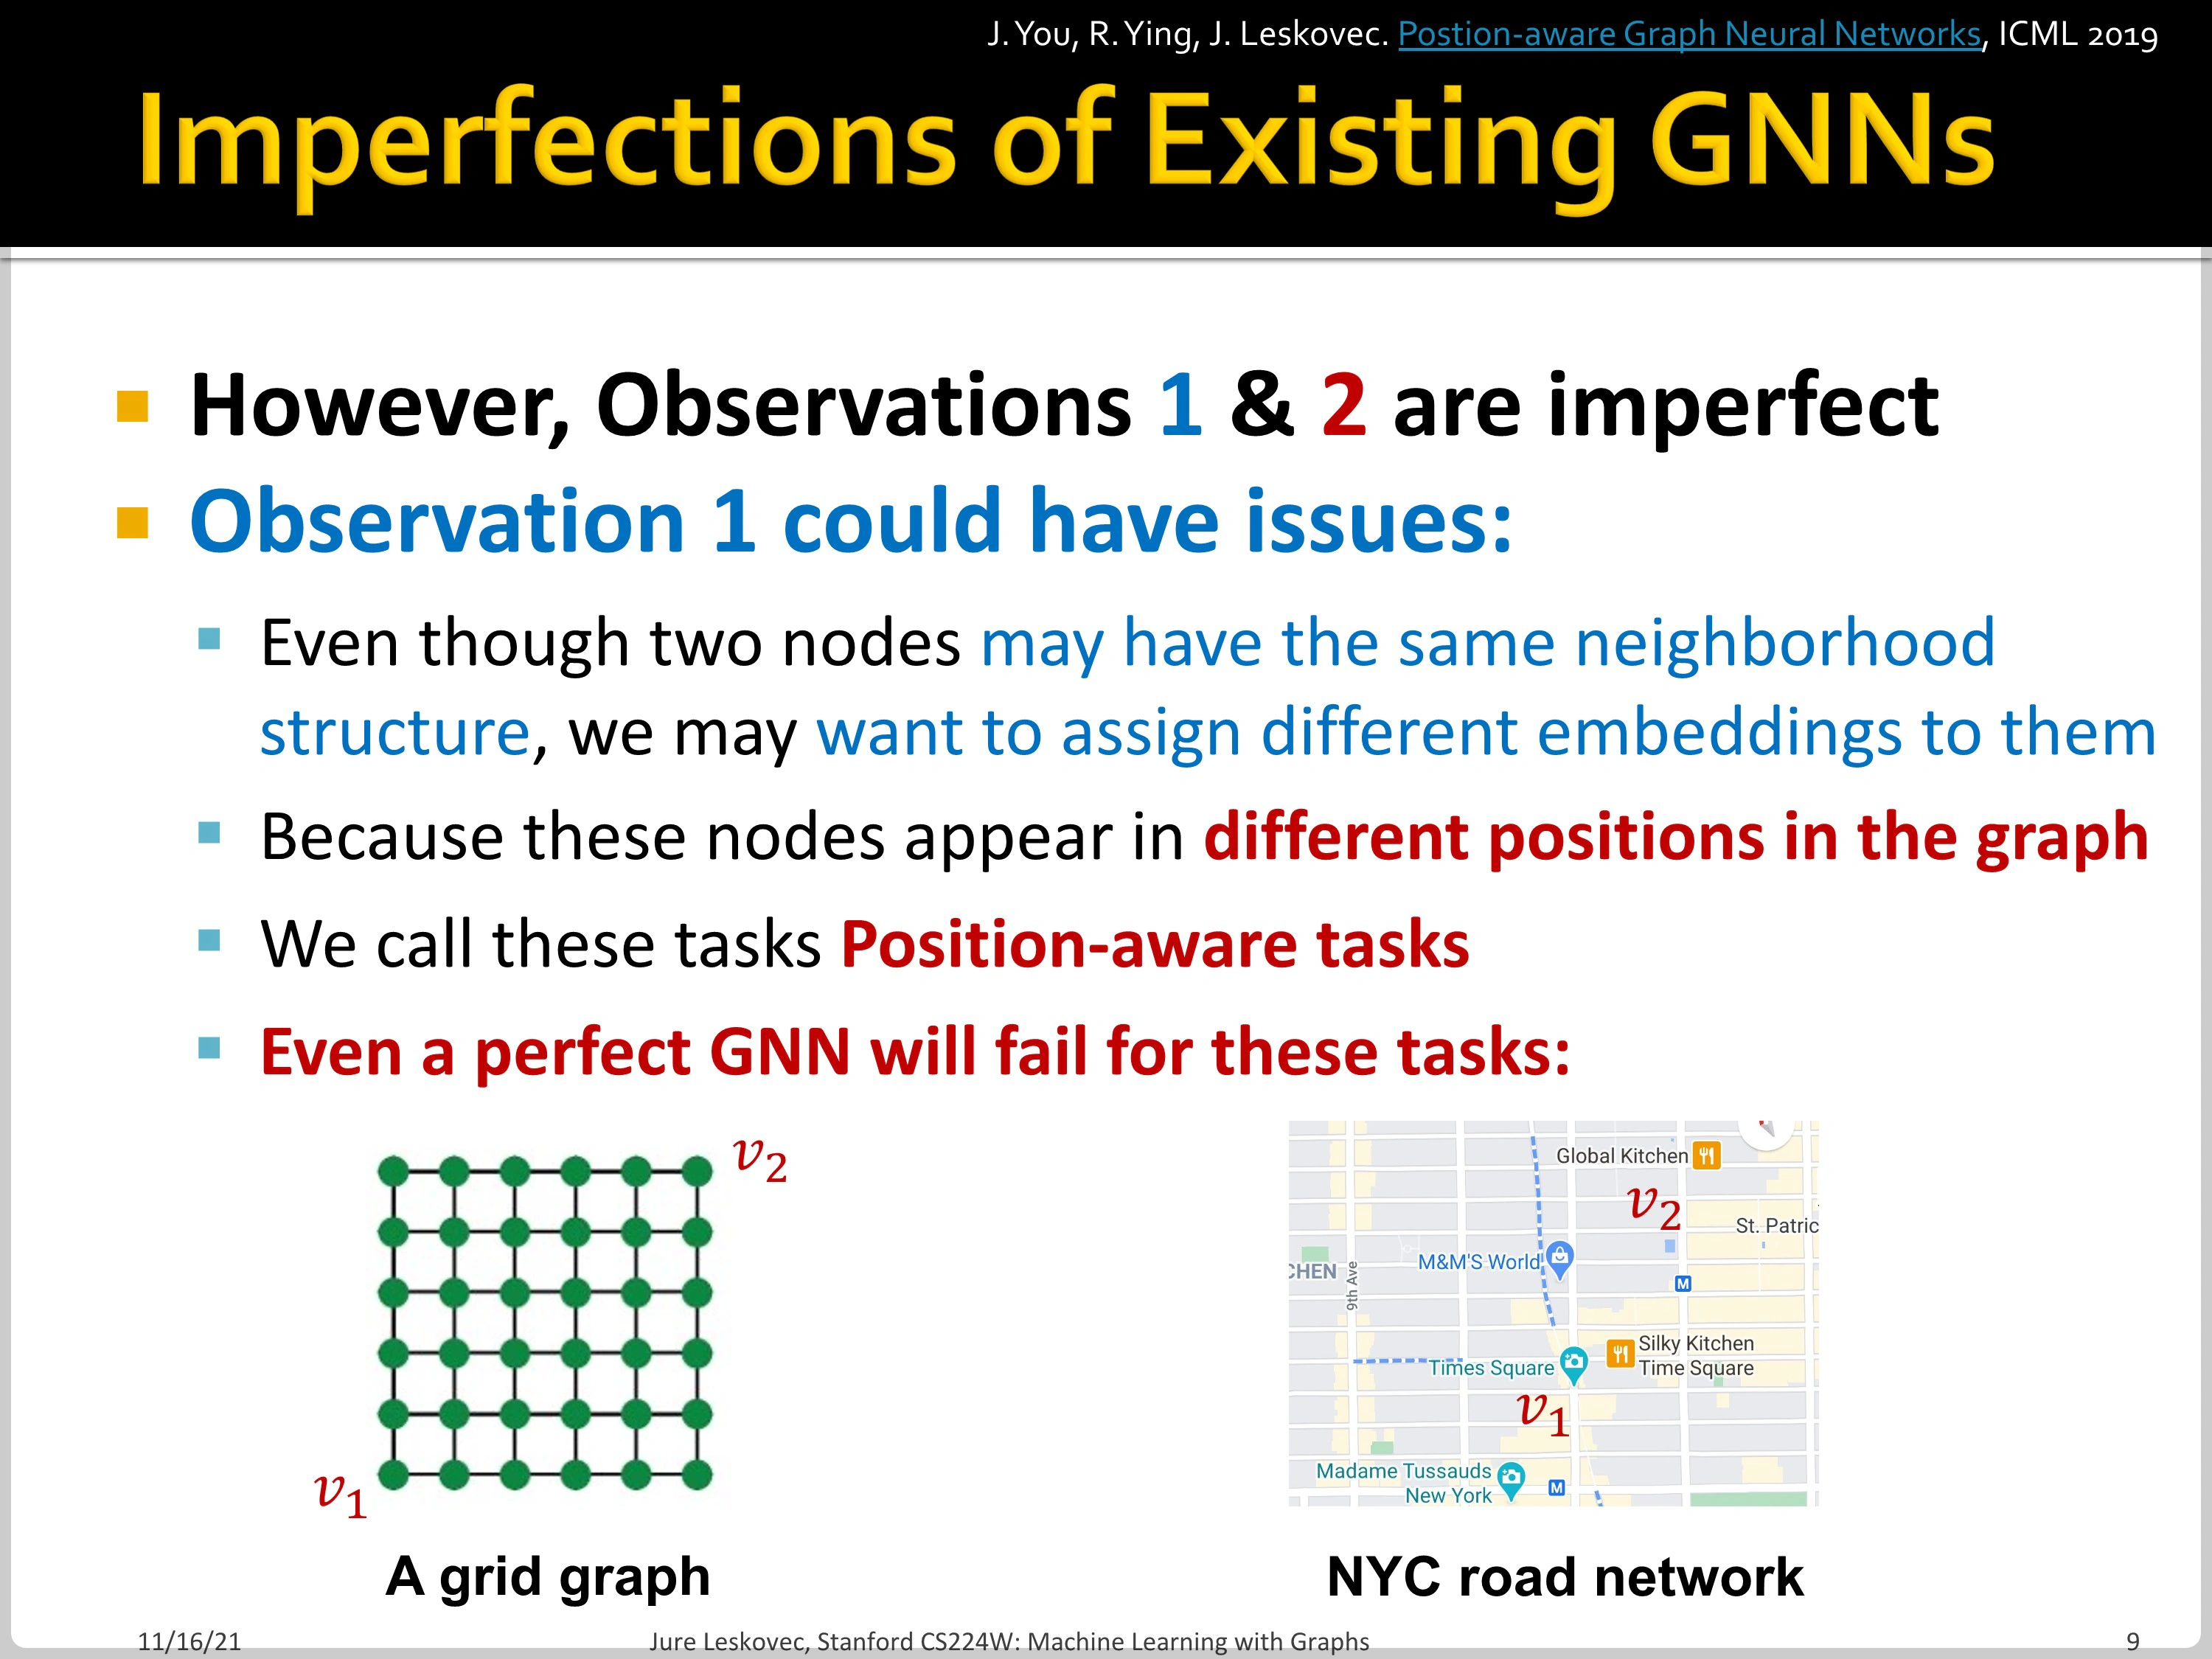 J. You, R. Ying, J. Leskovec. Postion-aware Graph Neural Networks, ICML 2019
Imperfections of Existing GNNs
However, Observations 1 & 2 are imperfect
Observation 1 could have issues:
Even though two nodes may have the same neighborhood
structure, we may want to assign different embeddings to them
Because these nodes appear in different positions in the graph
We call these tasks Position-aware tasks
Even a perfect GNN will fail for these tasks:
v2
v1
A grid graph
Global Kitchen
v2
St. Patric
M&M'S World
CHEN
9th Ave
M
Silky Kitchen
Time Square
Times Square
v1
Madame Tussauds
New York
M
NYC road network
11/16/21
Jure Leskovec, Stanford CS224W: Machine Learning with Graphs
9